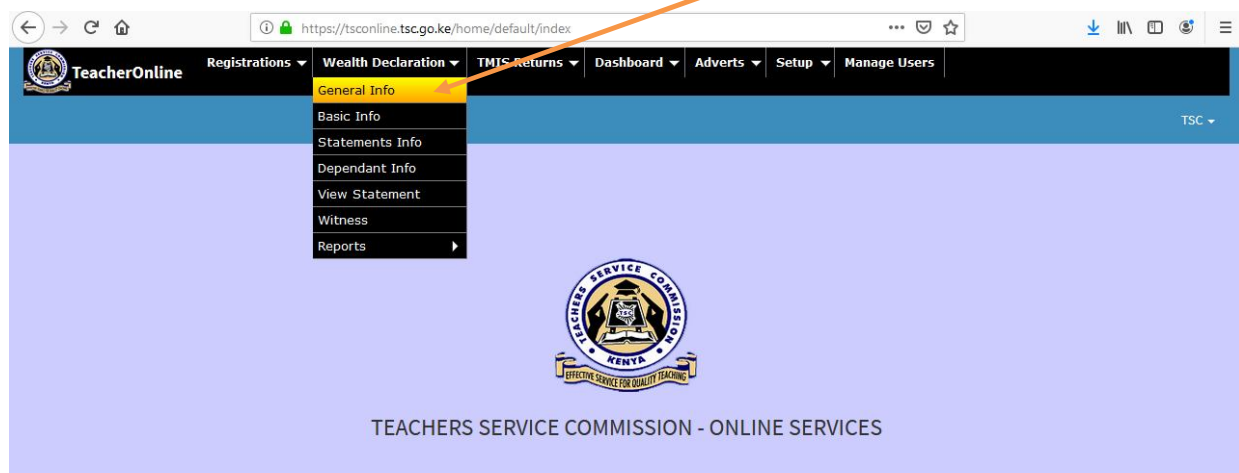 https://tsconline.tsc.go.ke/home/default/index
TeacherOnline Registrations Wealth Declaration TMIS Returns Dashboard Adverts Setup Manage Users
General Info
Basic Info
TSC
Statements Info
Dependant Info
View Statement
Witness
Reports
TEACHERS SERVICE COMMISSION
TSC
KENYA
EFFECTIVE SERVICE FOR QUALITY TEACHING
TEACHERS SERVICE COMMISSION - ONLINE SERVICES